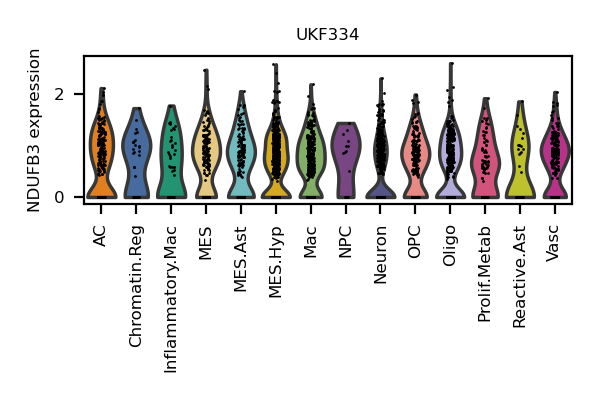 UKF334
NDUFB3 expression
2
0
AC
Chromatin.Reg
Inflammatory.Mac
MES
MES.Ast
MES.Hyp
Mac
NPC
Neuron
OPC
Oligo
Prolif.Metab
Reactive.Ast
Vasc